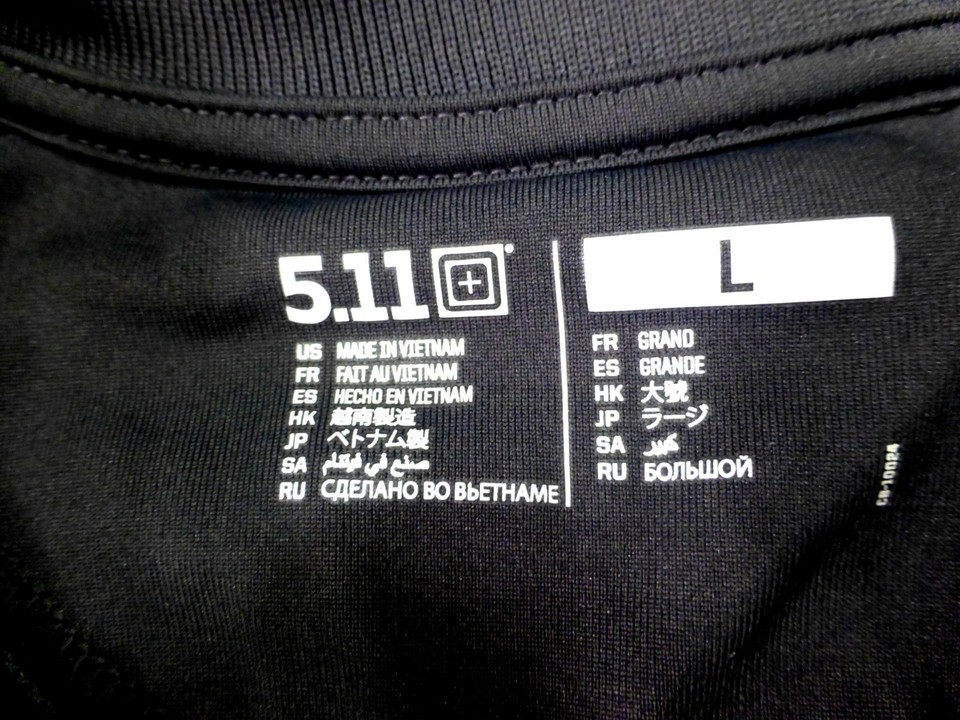 5.11
US MADE IN VIETNAM
FR FAIT AU VIETNAM
ES HECHO EN VIETNAM
HK 越南製造
JP ベトナム製
SA صنع في فيتنام
RU СДЕЛАНО ВО ВЬЕТНАМЕ
L
FR GRAND
ES GRANDE
HK 大號
JP ラージ
SA كبير
RU БОЛЬШОЙ